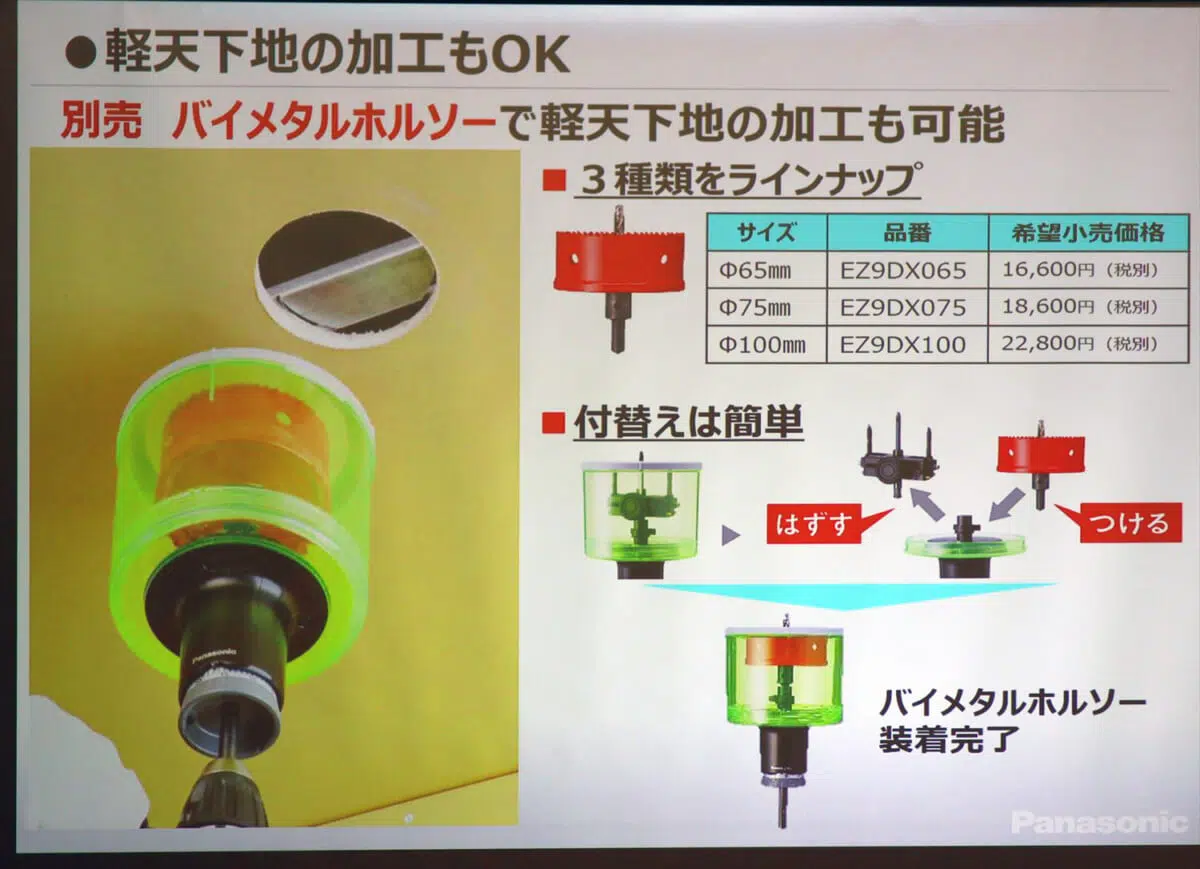 ●軽天下地の加工もOK
別売 バイメタルホルソーで軽天下地の加工も可能
■３種類をラインナップ
サイズ 品番 希望小売価格
Φ65㎜ EZ9DX065 16,600円（税別）
Φ75㎜ EZ9DX075 18,600円（税別）
Φ100㎜ EZ9DX100 22,800円（税別）
■付替えは簡単
はずす
つける
Panasonic
バイメタルホルソー
装着完了
Panasonic